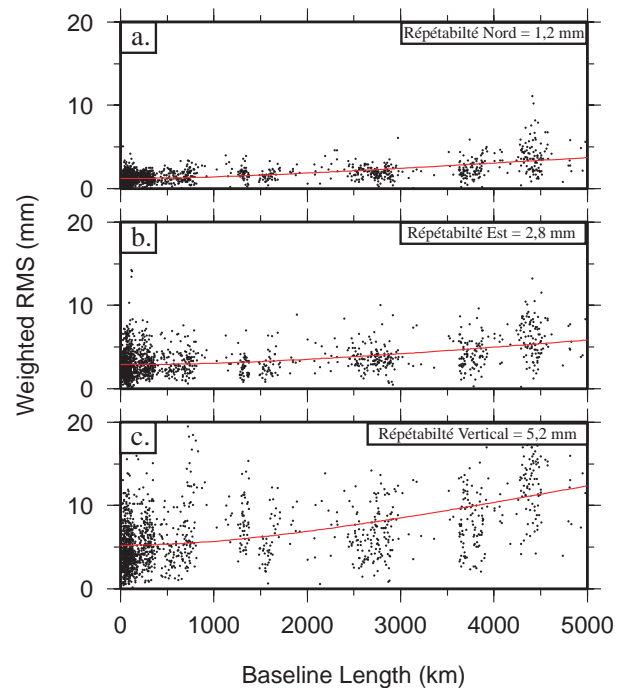 20
a.
Répétabilté Nord = 1,2 mm
10
0
20
b.
Répétabilté Est = 2,8 mm
10
0
Weighted RMS (mm)
20
c.
Répétabilté Vertical = 5,2 mm
10
0
0 1000 2000 3000 4000 5000
Baseline Length (km)